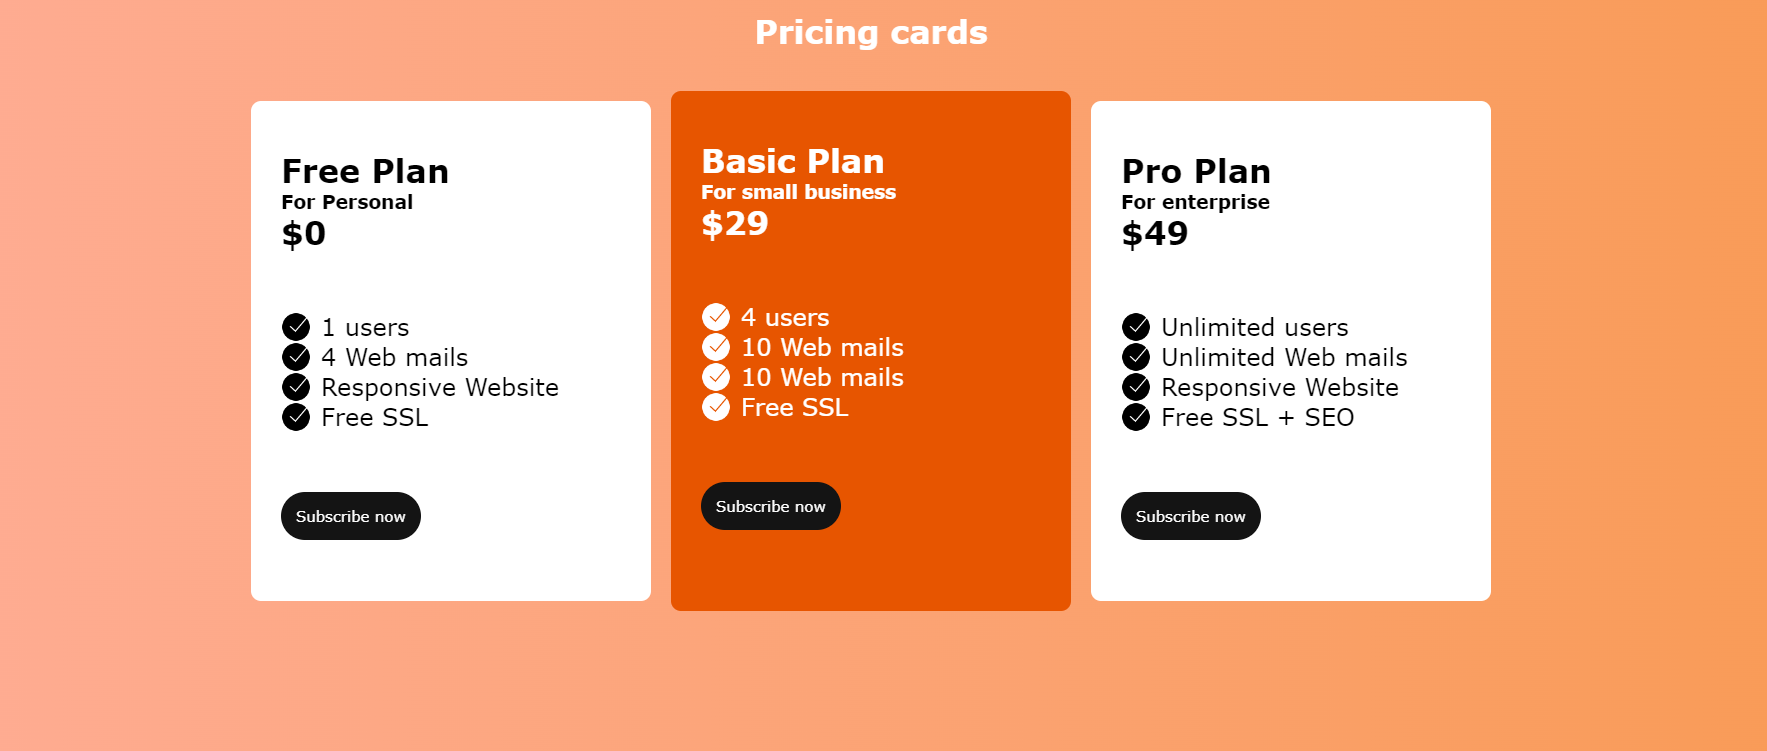 Pricing cards
Free Plan
For Personal
$0
1 users
4 Web mails
Responsive Website
Free SSL
Subscribe now
Basic Plan
For small business
$29
4 users
10 Web mails
10 Web mails
Free SSL
Subscribe now
Pro Plan
For enterprise
$49
Unlimited users
Unlimited Web mails
Responsive Website
Free SSL + SEO
Subscribe now